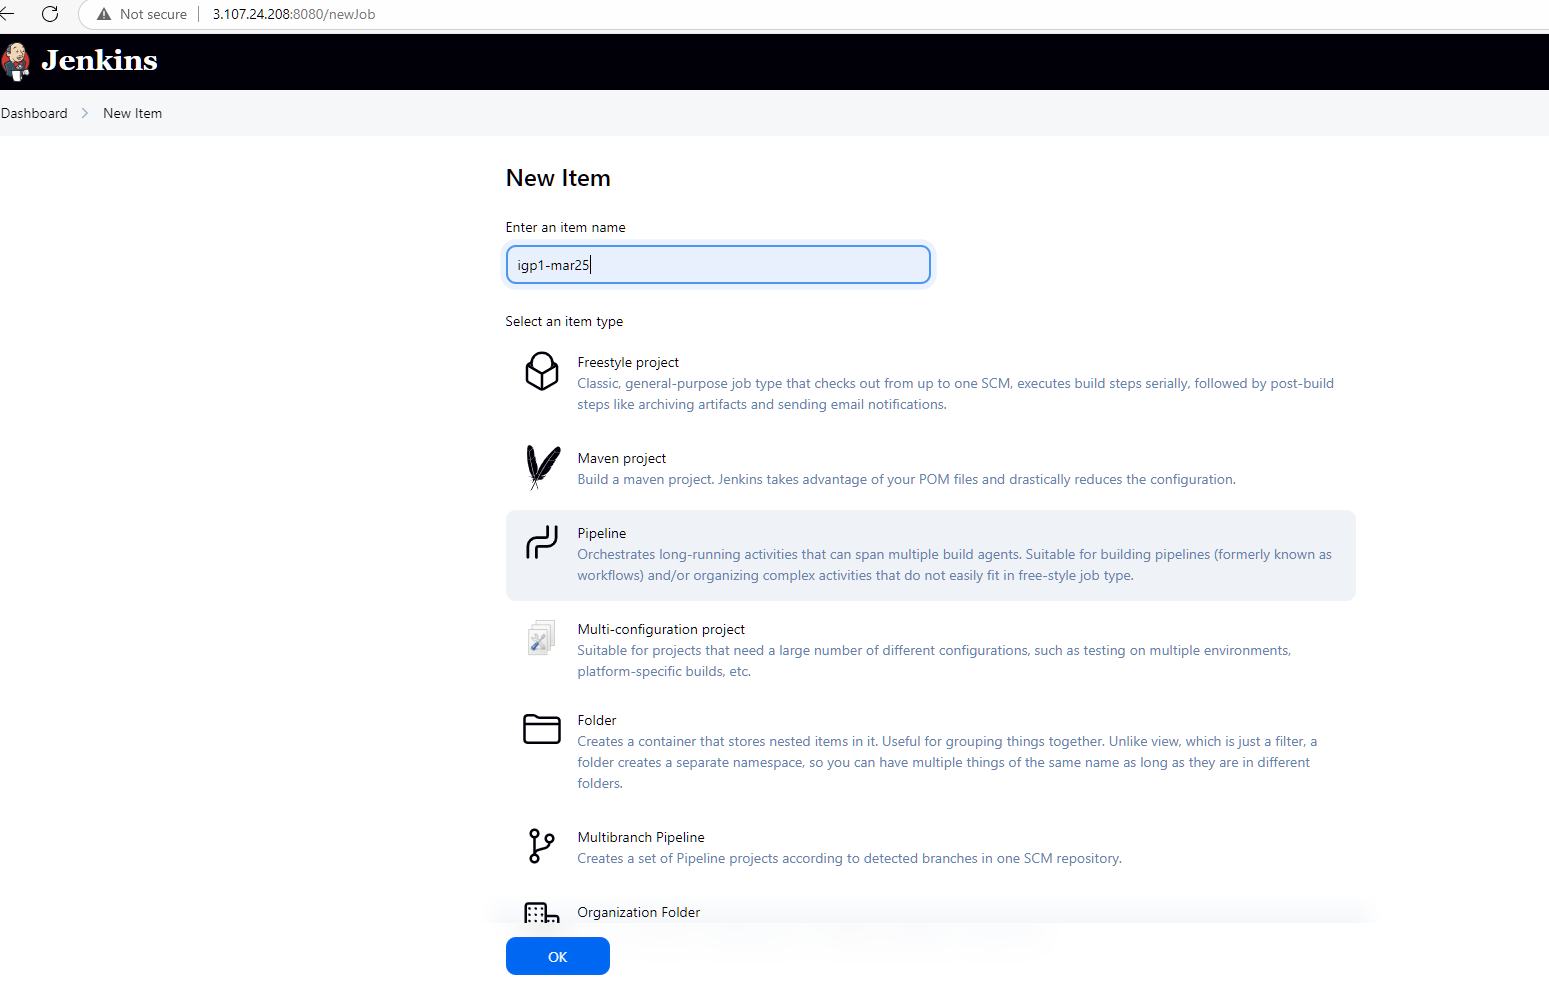 Not secure 3.107.24.208:8080/newJob
Jenkins
Dashboard New Item
New Item
Enter an item name
igp1-mar25
Select an item type
Freestyle project
Classic, general-purpose job type that checks out from up to one SCM, executes build steps serially, followed by post-build
steps like archiving artifacts and sending email notifications.
Maven project
Build a maven project. Jenkins takes advantage of your POM files and drastically reduces the configuration.
Pipeline
Orchestrates long-running activities that can span multiple build agents. Suitable for building pipelines (formerly known as
workflows) and/or organizing complex activities that do not easily fit in free-style job type.
Multi-configuration project
Suitable for projects that need a large number of different configurations, such as testing on multiple environments,
platform-specific builds, etc.
Folder
Creates a container that stores nested items in it. Useful for grouping things together. Unlike view, which is just a filter, a
folder creates a separate namespace, so you can have multiple things of the same name as long as they are in different
folders.
Multibranch Pipeline
Creates a set of Pipeline projects according to detected branches in one SCM repository.
Organization Folder
OK